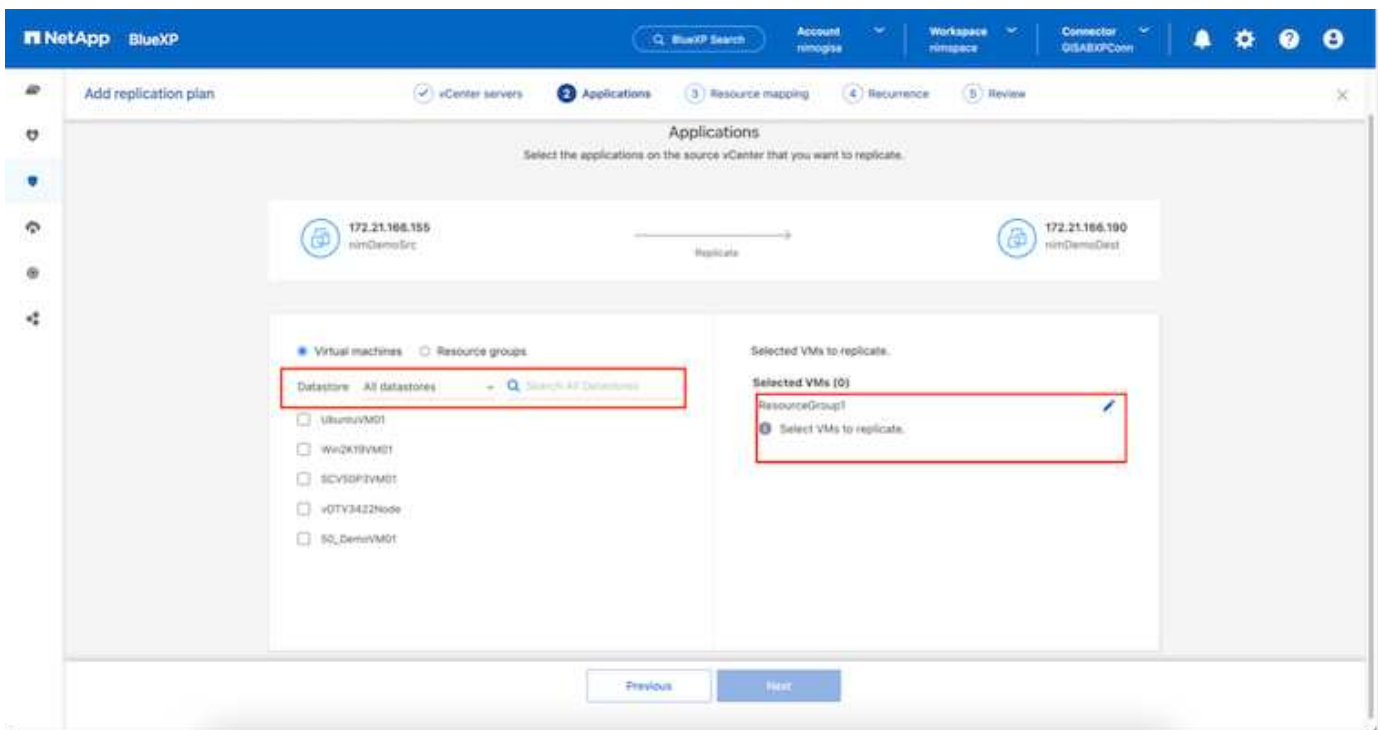 NetApp BlueXP
BlueXP Search
Account
nimogisa
Workspace
nimspace
Connector
GISABXPConn
Add replication plan
vCenter servers
2 Applications
3 Resource mapping
4 Recurrence
5 Review
Applications
Select the applications on the source vCenter that you want to replicate.
172.21.166.155
nimDemoSrc
Replicate
172.21.166.190
nimDemoDest
Virtual machines
Resource groups
Datastore All datastores
Search All Datastores
Selected VMs to replicate.
Selected VMs (0)
ResourceGroup1
Select VMs to replicate.
UbuntuVM01
Win2K19VM01
SCV50P3VM01
vOTV3422Node
50_DemoVM01
Previous
Next